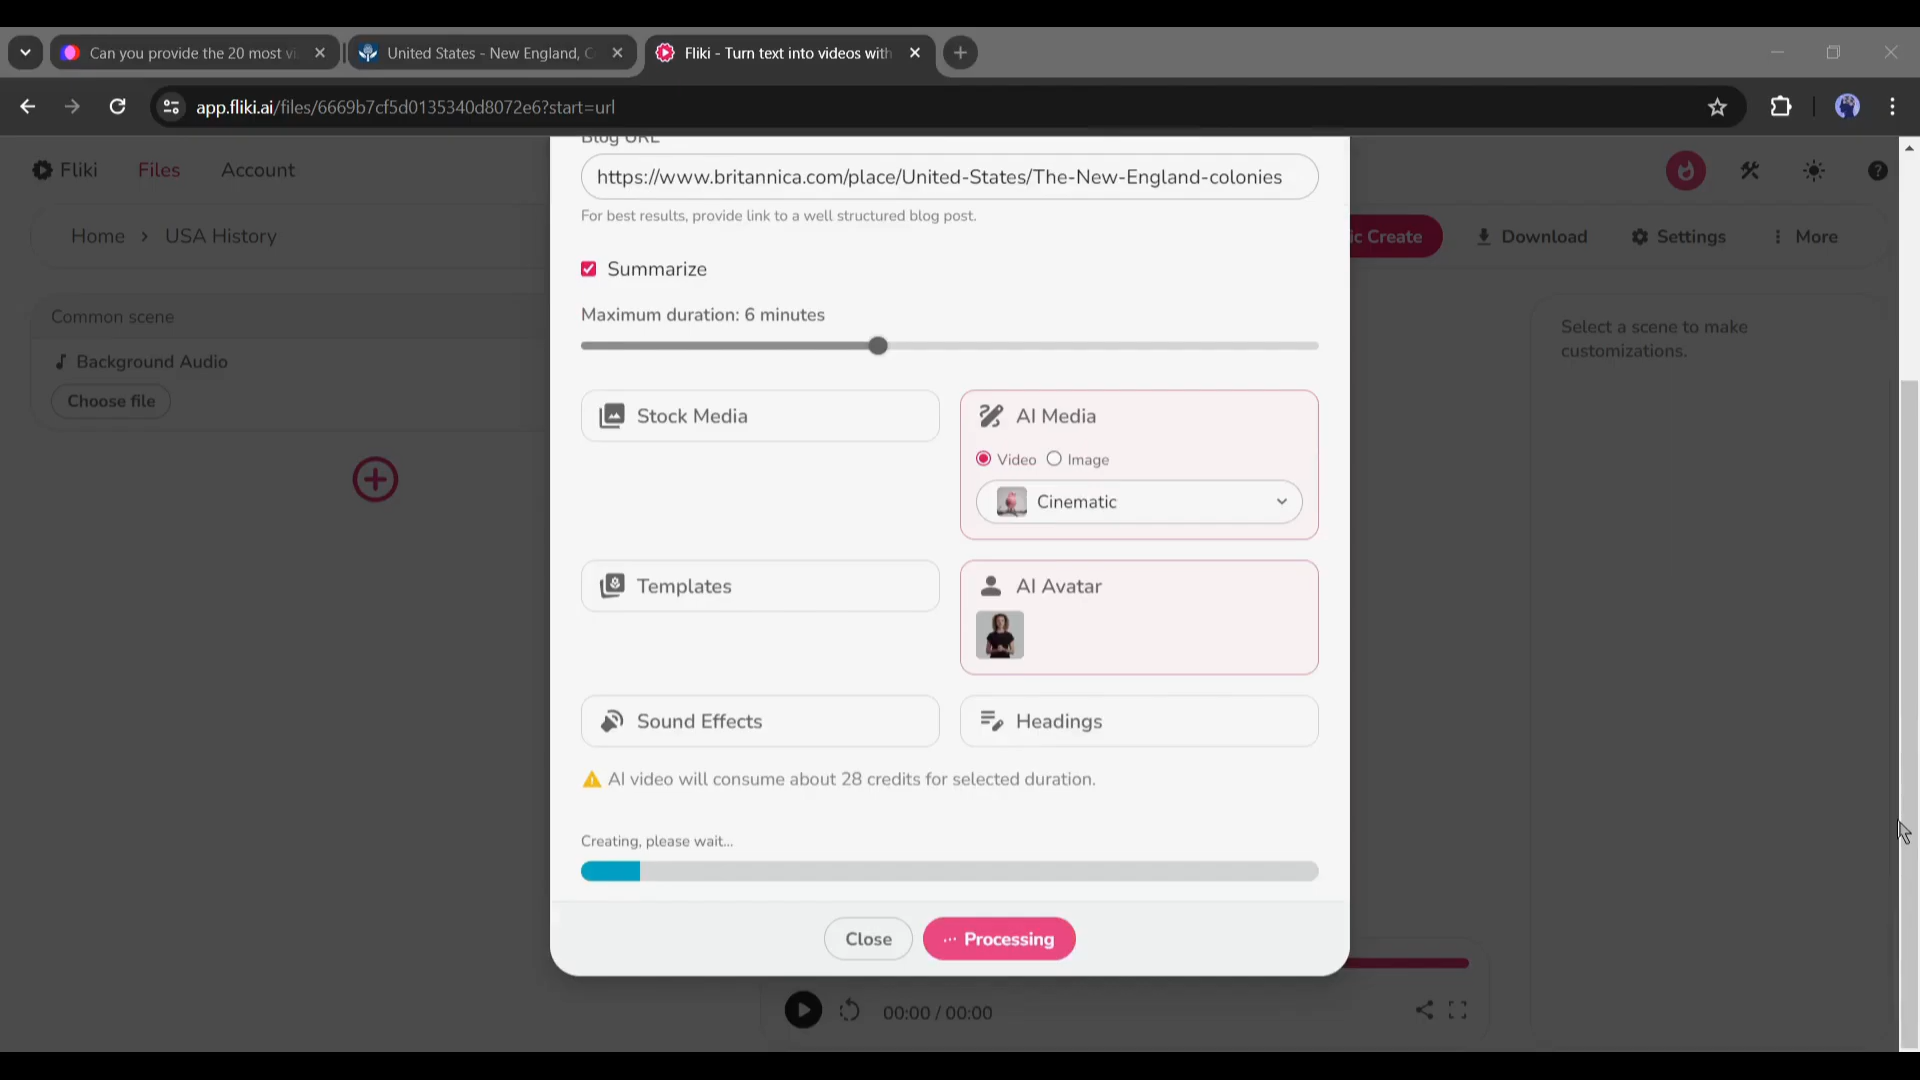 Can you provide the 20 most vi
United States - New England, C
Fliki - Turn text into videos with
app.fliki.ai/files/6669b7cf5d0135340d8072e6?start=url
Fliki
Files
Account
Home > USA History
ic Create
Download
Settings
More
Common scene
Background Audio
Choose file
Select a scene to make
customizations.
Blog URL
https://www.britannica.com/place/United-States/The-New-England-colonies
For best results, provide link to a well structured blog post.
Summarize
Maximum duration: 6 minutes
Stock Media
AI Media
Video
Image
Cinematic
Templates
AI Avatar
Sound Effects
Headings
AI video will consume about 28 credits for selected duration.
Creating, please wait...
Close
··· Processing
00:00 / 00:00